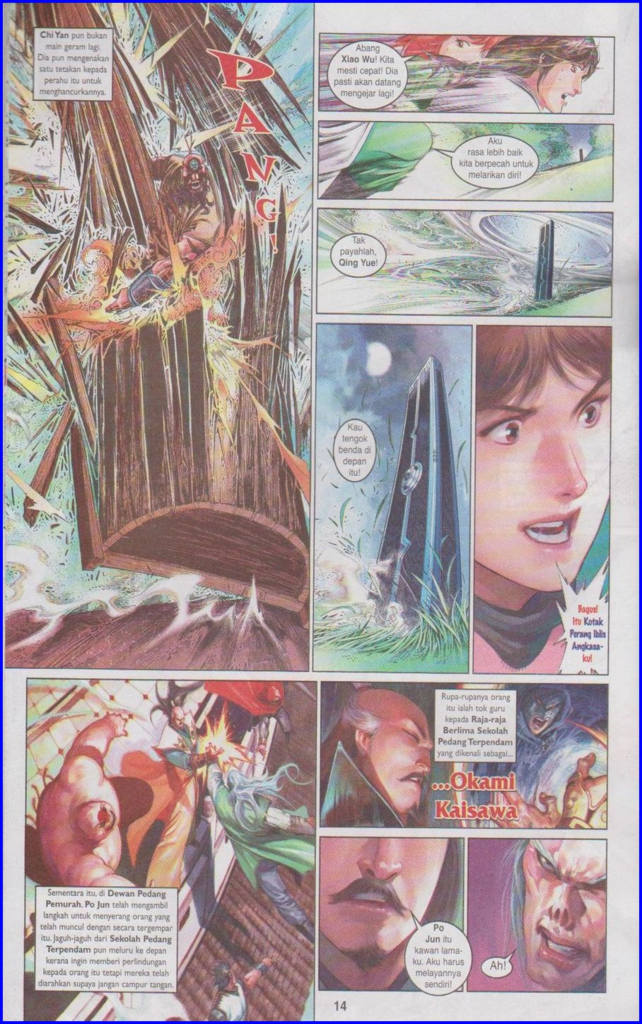 Chi Yan pun bukan
main geram lagi.
Dia pun mengenakan
satu tetakan kepada
perahu itu untuk
menghancurkannya.
PANG!
Abang
Xiao Wu! Kita
mesti cepat! Dia
pasti akan datang
mengejar lagi!
Aku
rasa lebih baik
kita berpecah untuk
melarikan diri!
Tak
payahlah,
Qing Yue!
Kau
tengok
benda di
depan
itu!
Bagus!
Itu Kotak
Perang Iblis
Angkasa-
ku!
Sementara itu, di Dewan Pedang
Pemurah. Po Jun telah mengambil
langkah untuk menyerang orang yang
telah muncul dengan secara tergempar
itu. Jaguh-jaguh dari Sekolah Pedang
Terpendam pun meluru ke depan
kerana ingin memberi perlindungan
kepada orang itu tetapi mereka telah
diarahkan supaya jangan campur tangan.
Rupa-rupanya orang
itu ialah tok guru
kepada Raja-raja
Berlima Sekolah
Pedang Terpendam
yang dikenali sebagai...
...Okami
Kaisawa
Po
Jun itu
kawan lama-
ku. Aku harus
melayannya
sendiri!
Ah!
14